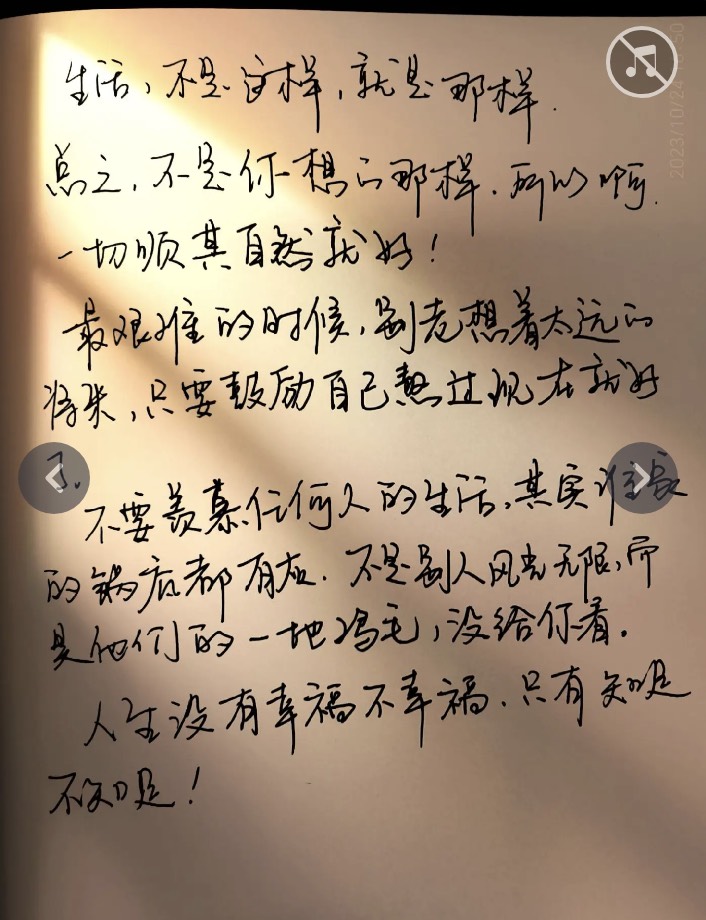 生活,不是这样,就是那样.
总之,不是你想的那样.所以啊.
一切顺其自然就好!
最艰难的时候,别老想着太远的
将来,只要鼓励自己熬过现在就好
了.
不要羡慕任何人的生活,其实谁家
的锅底都有灰.不是别人风光无限,而
是他们的一地鸡毛,没给你看.
人生没有幸福不幸福.只有知足
不知足!
2023/10/24